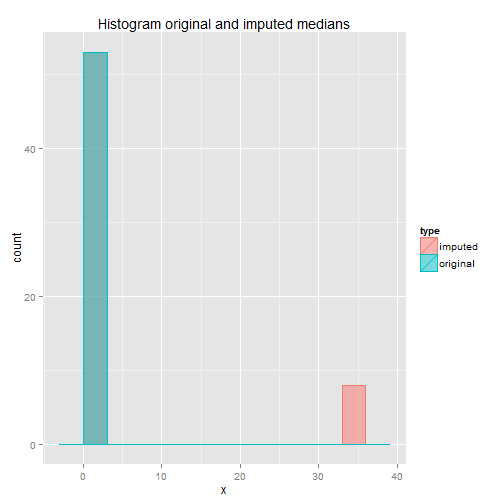 Histogram original and imputed medians
count
40
20
0
0
10
20
30
40
x
type
imputed
original